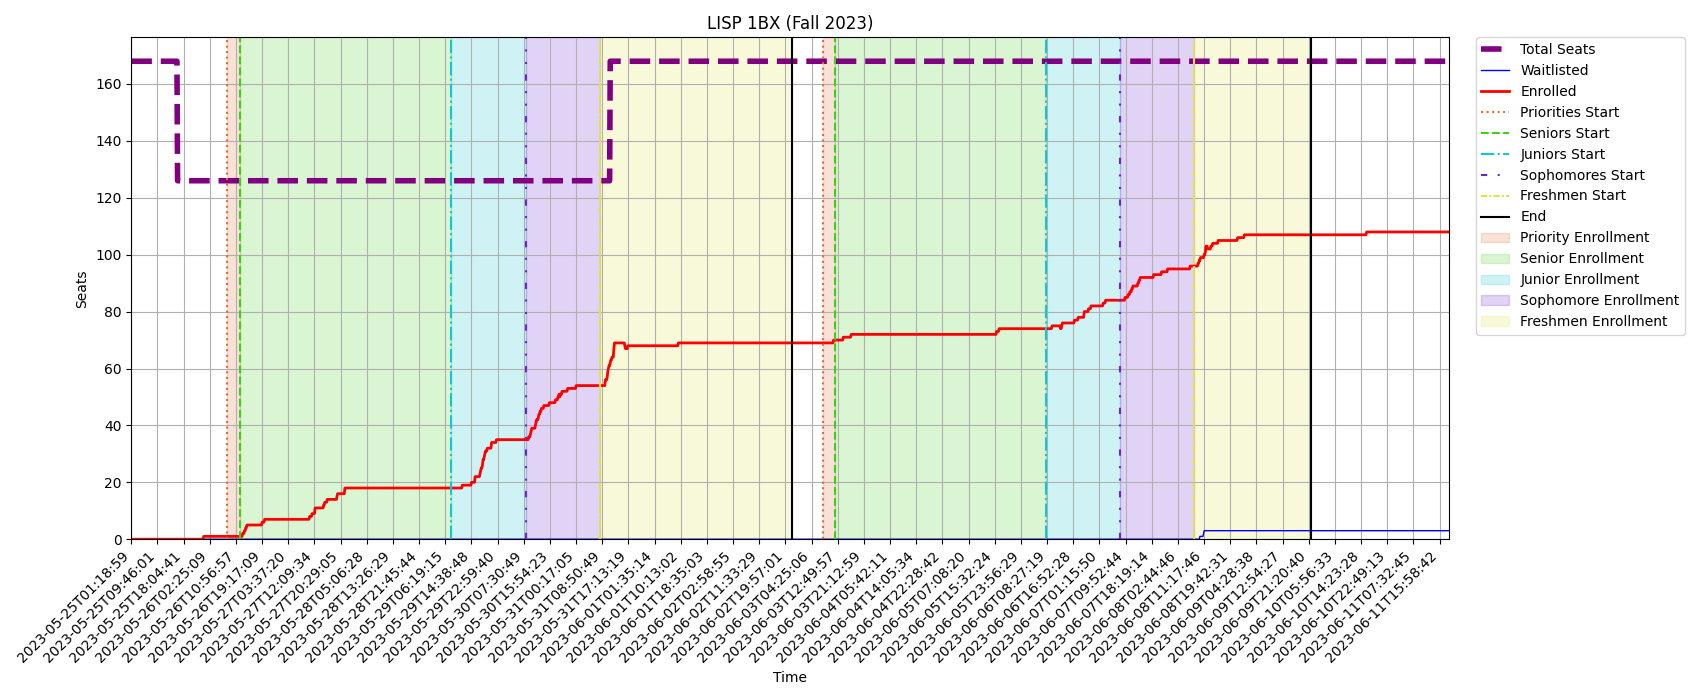 LISP 1BX (Fall 2023)
Seats
160
140
120
100
80
60
40
20
0
2023-05-25T01:18:59
2023-05-25T09:46:01
2023-05-25T18:04:41
2023-05-26T02:25:09
2023-05-26T10:56:57
2023-05-26T19:17:09
2023-05-27T03:37:20
2023-05-27T12:09:34
2023-05-27T20:29:05
2023-05-28T05:06:28
2023-05-28T13:26:29
2023-05-28T21:45:44
2023-05-29T06:19:15
2023-05-29T14:38:48
2023-05-29T22:59:40
2023-05-30T07:30:49
2023-05-30T15:54:23
2023-05-31T00:17:05
2023-05-31T08:50:49
2023-05-31T17:13:19
2023-06-01T01:35:14
2023-06-01T10:13:02
2023-06-01T18:35:03
2023-06-02T02:58:55
2023-06-02T11:33:29
2023-06-02T19:57:01
2023-06-03T04:25:06
2023-06-03T12:49:57
2023-06-03T21:12:59
2023-06-04T05:42:11
2023-06-04T14:05:34
2023-06-04T22:28:42
2023-06-05T07:08:20
2023-06-05T15:32:24
2023-06-05T23:56:29
2023-06-06T08:27:19
2023-06-06T16:52:28
2023-06-07T01:15:50
2023-06-07T09:52:44
2023-06-07T18:19:14
2023-06-08T02:44:46
2023-06-08T11:17:46
2023-06-08T19:42:31
2023-06-09T04:28:38
2023-06-09T12:54:27
2023-06-09T21:20:40
2023-06-10T05:56:33
2023-06-10T14:23:28
2023-06-10T22:49:13
2023-06-11T07:32:45
2023-06-11T15:58:42
Time
Total Seats
Waitlisted
Enrolled
Priorities Start
Seniors Start
Juniors Start
Sophomores Start
Freshmen Start
End
Priority Enrollment
Senior Enrollment
Junior Enrollment
Sophomore Enrollment
Freshmen Enrollment